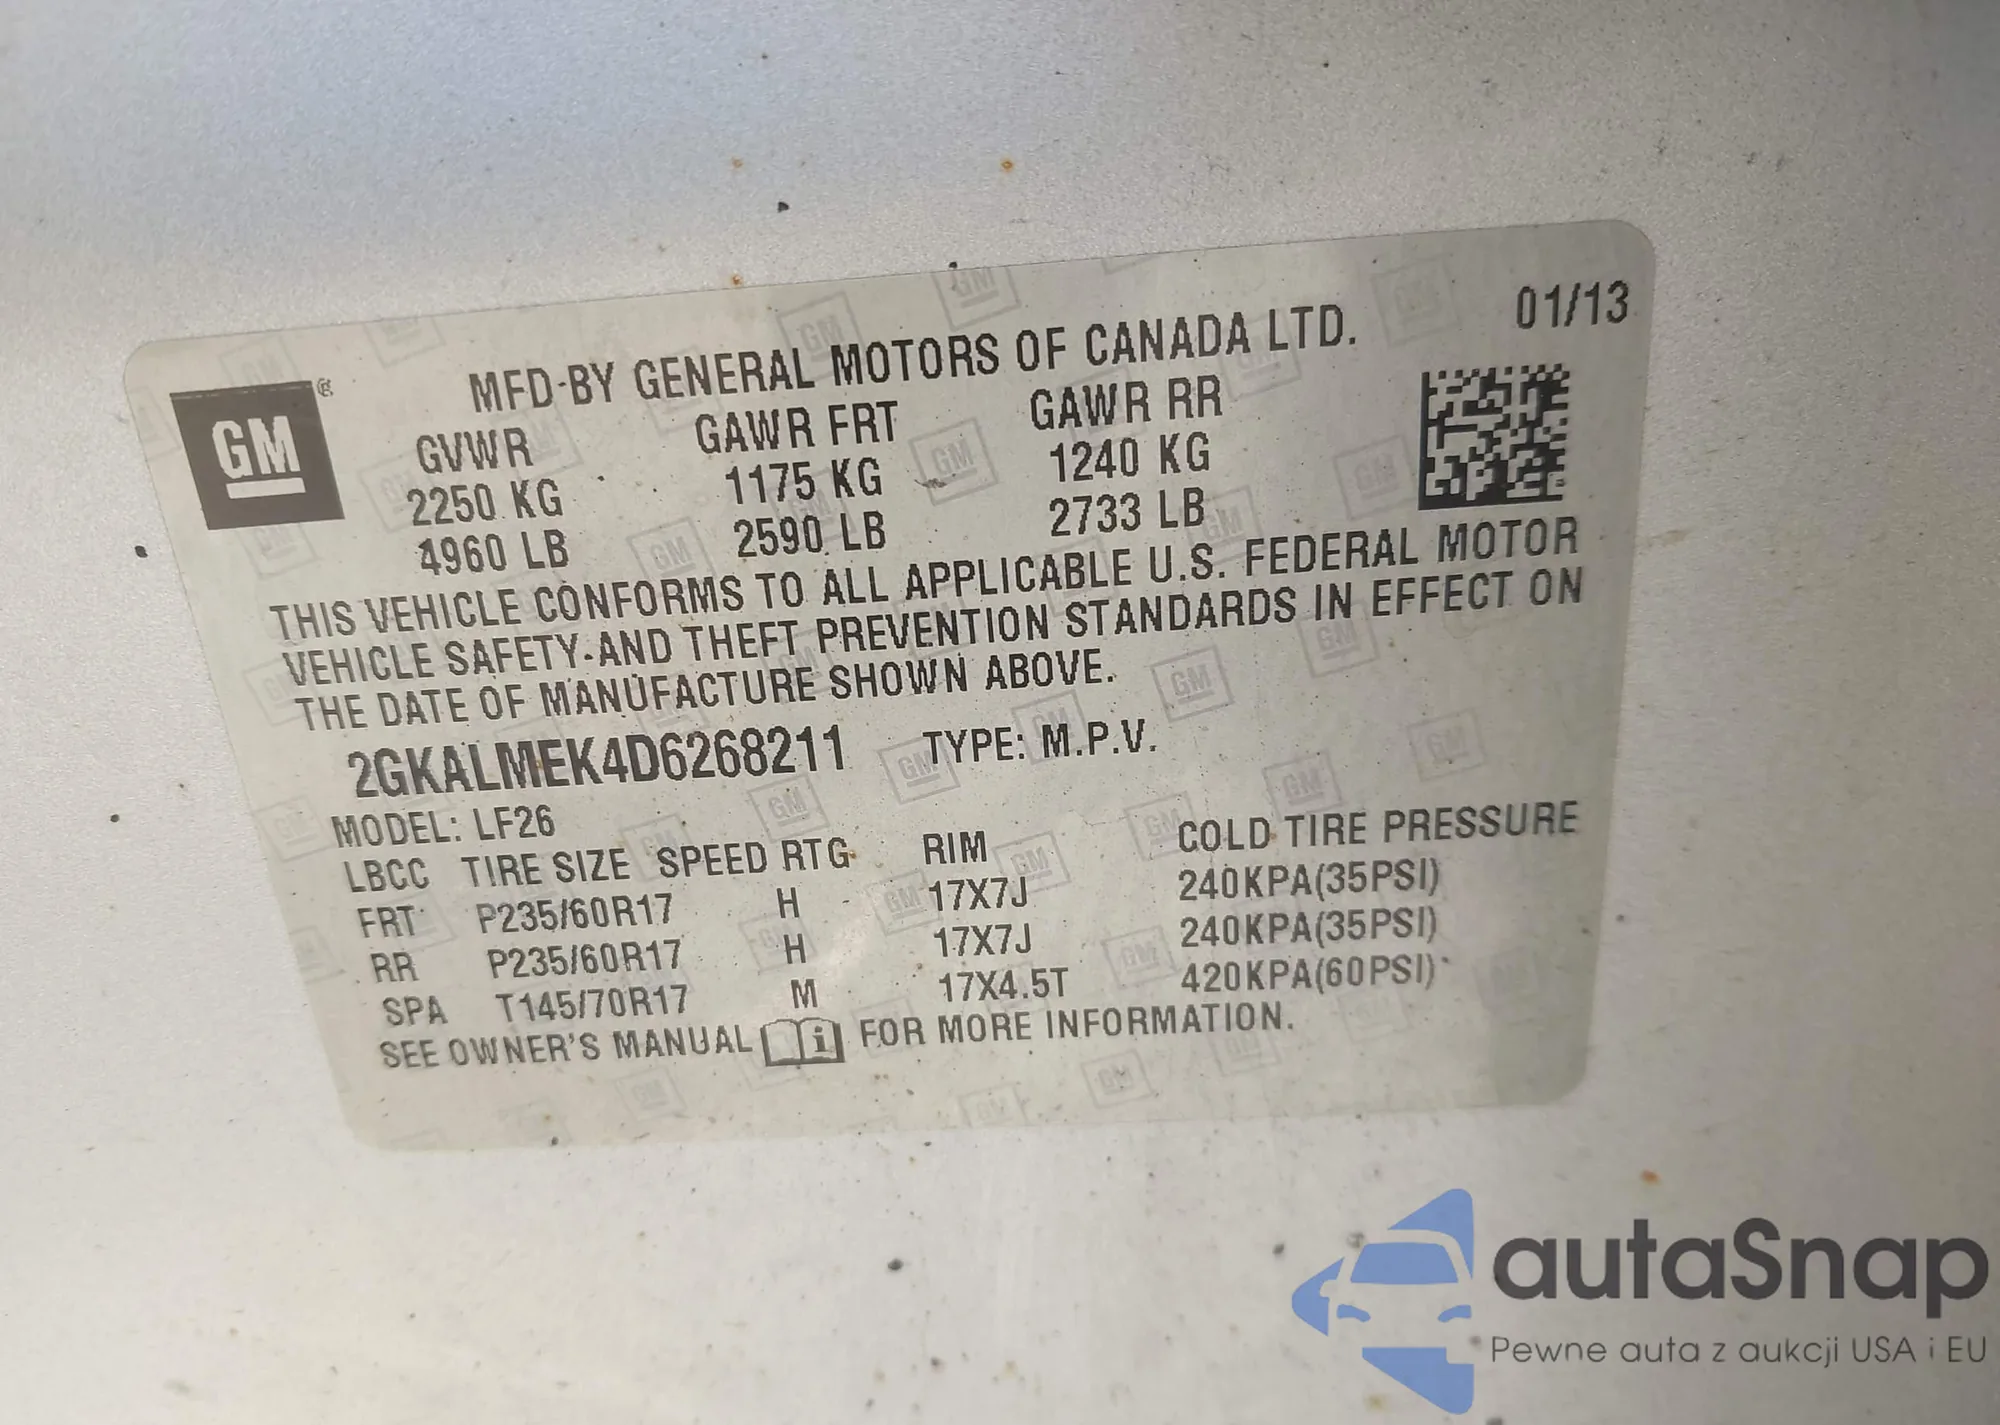 01/13
MFD BY GENERAL MOTORS OF CANADA LTD.
GM ®
GVWR GAWR FRT GAWR RR
2250 KG 1175 KG 1240 KG
4960 LB 2590 LB 2733 LB
THIS VEHICLE CONFORMS TO ALL APPLICABLE U.S. FEDERAL MOTOR
VEHICLE SAFETY AND THEFT PREVENTION STANDARDS IN EFFECT ON
THE DATE OF MANUFACTURE SHOWN ABOVE.
2GKALMEK4D6268211 TYPE: M.P.V.
MODEL: LF26
LBCC TIRE SIZE SPEED RTG RIM COLD TIRE PRESSURE
FRT P235/60R17 H 17X7J 240KPA(35PSI)
RR P235/60R17 H 17X7J 240KPA(35PSI)
SPA T145/70R17 M 17X4.5T 420KPA(60PSI)
SEE OWNER'S MANUAL i FOR MORE INFORMATION.
autaSnap
Pewne auta z aukcji USA i EU